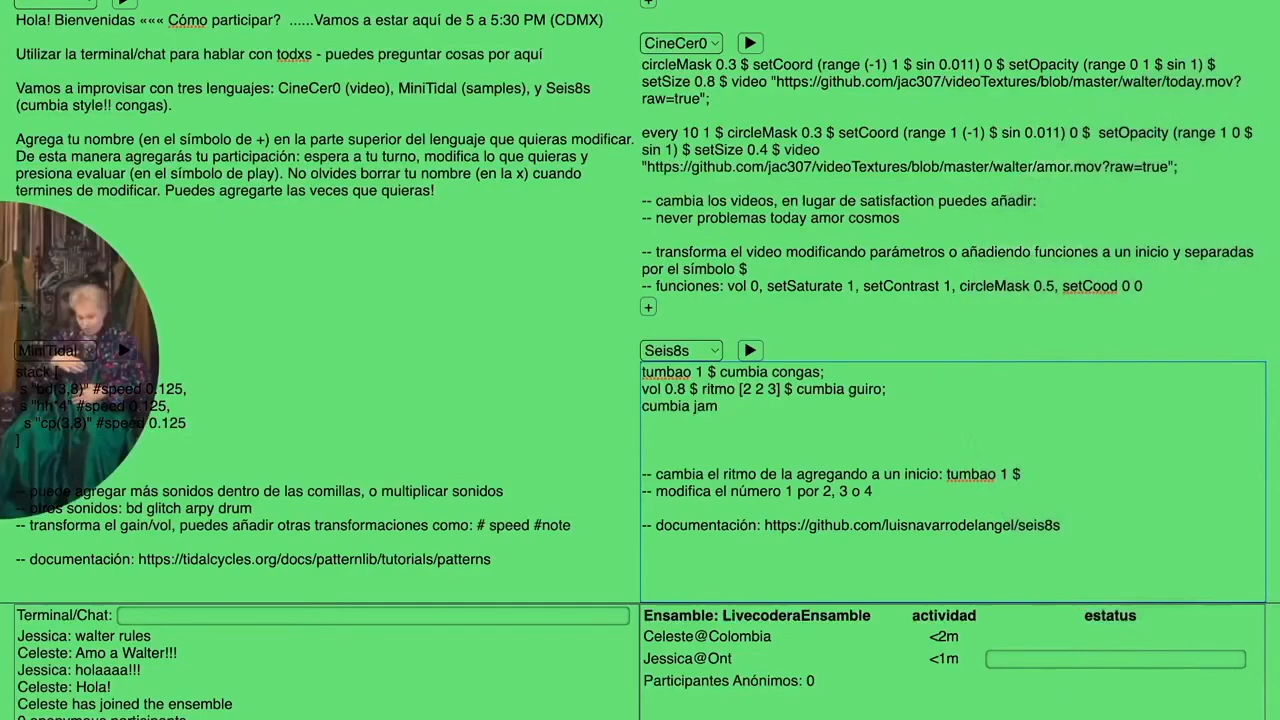 Hola! Bienvenidas ««« Cómo participar?  ......Vamos a estar aquí de 5 a 5:30 PM (CDMX)
Utilizar la terminal/chat para hablar con todxs - puedes preguntar cosas por aquí
Vamos a improvisar con tres lenguajes: CineCer0 (video), MiniTidal (samples), y Seis8s
(cumbia style!! congas).
Agrega tu nombre (en el símbolo de +) en la parte superior del lenguaje que quieras modificar.
De esta manera agregarás tu participación: espera a tu turno, modifica lo que quieras y
presiona evaluar (en el símbolo de play). No olvides borrar tu nombre (en la x) cuando
termines de modificar. Puedes agregarte las veces que quieras!
+
MiniTidal
stack [
s "bd(3,8)" #speed 0.125,
s "hh*4" #speed 0.125,
s "cp(3,8)" #speed 0.125
]
-- puede agregar más sonidos dentro de las comillas, o multiplicar sonidos
-- otros sonidos: bd glitch arpy drum
-- transforma el gain/vol, puedes añadir otras transformaciones como: # speed #note
-- documentación: https://tidalcycles.org/docs/patternlib/tutorials/patterns
+
CineCer0
circleMask 0.3 $ setCoord (range (-1) 1 $ sin 0.011) 0 $ setOpacity (range 0 1 $ sin 1) $
setSize 0.8 $ video "https://github.com/jac307/videoTextures/blob/master/walter/today.mov?
raw=true";
every 10 1 $ circleMask 0.3 $ setCoord (range 1 (-1) $ sin 0.011) 0 $  setOpacity (range 1 0 $
sin 1) $ setSize 0.4 $ video
"https://github.com/jac307/videoTextures/blob/master/walter/amor.mov?raw=true";
-- cambia los videos, en lugar de satisfaction puedes añadir:
-- never problemas today amor cosmos
-- transforma el video modificando parámetros o añadiendo funciones a un inicio y separadas
por el símbolo $
-- funciones: vol 0, setSaturate 1, setContrast 1, circleMask 0.5, setCood 0 0
+
Seis8s
tumbao 1 $ cumbia congas;
vol 0.8 $ ritmo [2 2 3] $ cumbia guiro;
cumbia jam
-- cambia el ritmo de la agregando a un inicio: tumbao 1 $
-- modifica el número 1 por 2, 3 o 4
-- documentación: https://github.com/luisnavarrodelangel/seis8s
Terminal/Chat:
Jessica: walter rules
Celeste: Amo a Walter!!!
Jessica: holaaaa!!!
Celeste: Hola!
Celeste has joined the ensemble
0 anonymous participants
Ensamble: LivecoderaEnsamble actividad estatus
Celeste@Colombia <2m
Jessica@Ont <1m
Participantes Anónimos: 0